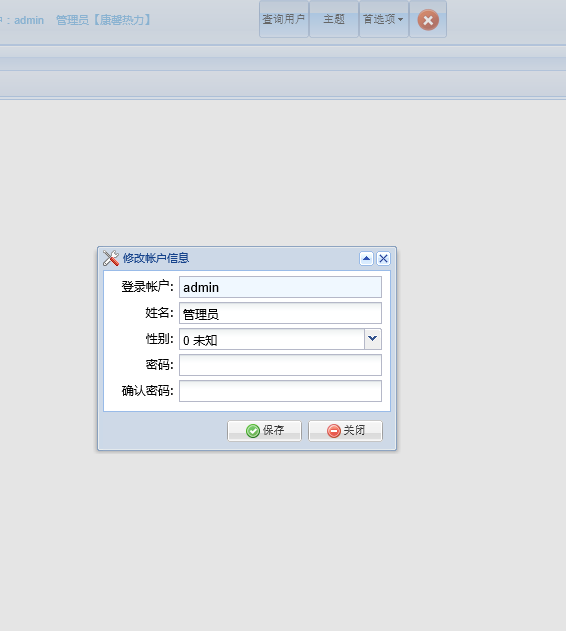 ：admin 管理员【康馨热力】
查询用户 主题 首选项
修改帐户信息
登录帐户: admin
姓名: 管理员
性别: 0 未知
密码:
确认密码:
保存 关闭